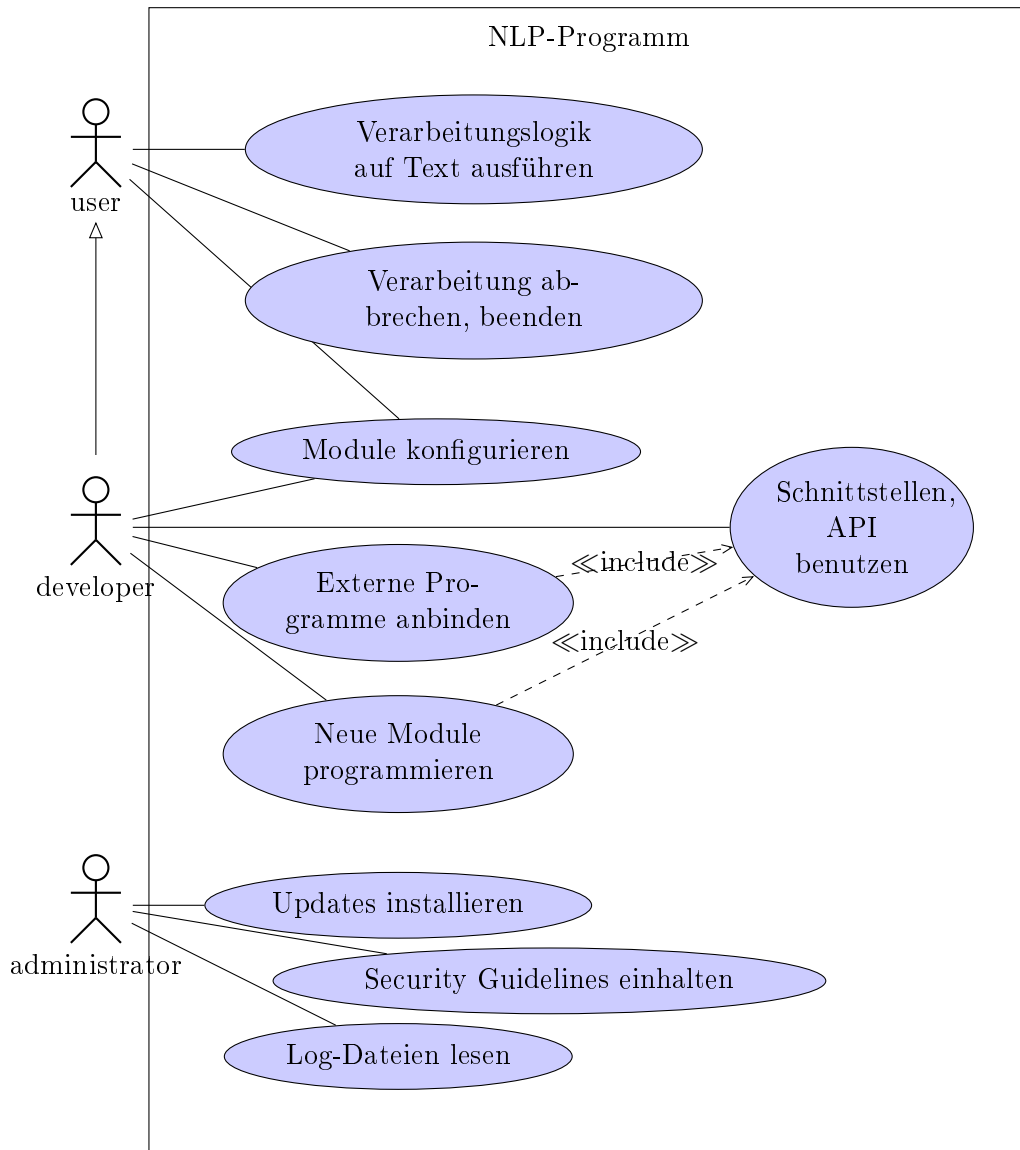 NLP-Programm
Verarbeitungslogik
auf Text ausführen
user
Verarbeitung ab-
brechen, beenden
Module konfigurieren
Schnittstellen,
API
benutzen
developer
≪include≫
Externe Pro-
gramme anbinden
≪include≫
Neue Module
programmieren
Updates installieren
administrator
Security Guidelines einhalten
Log-Dateien lesen